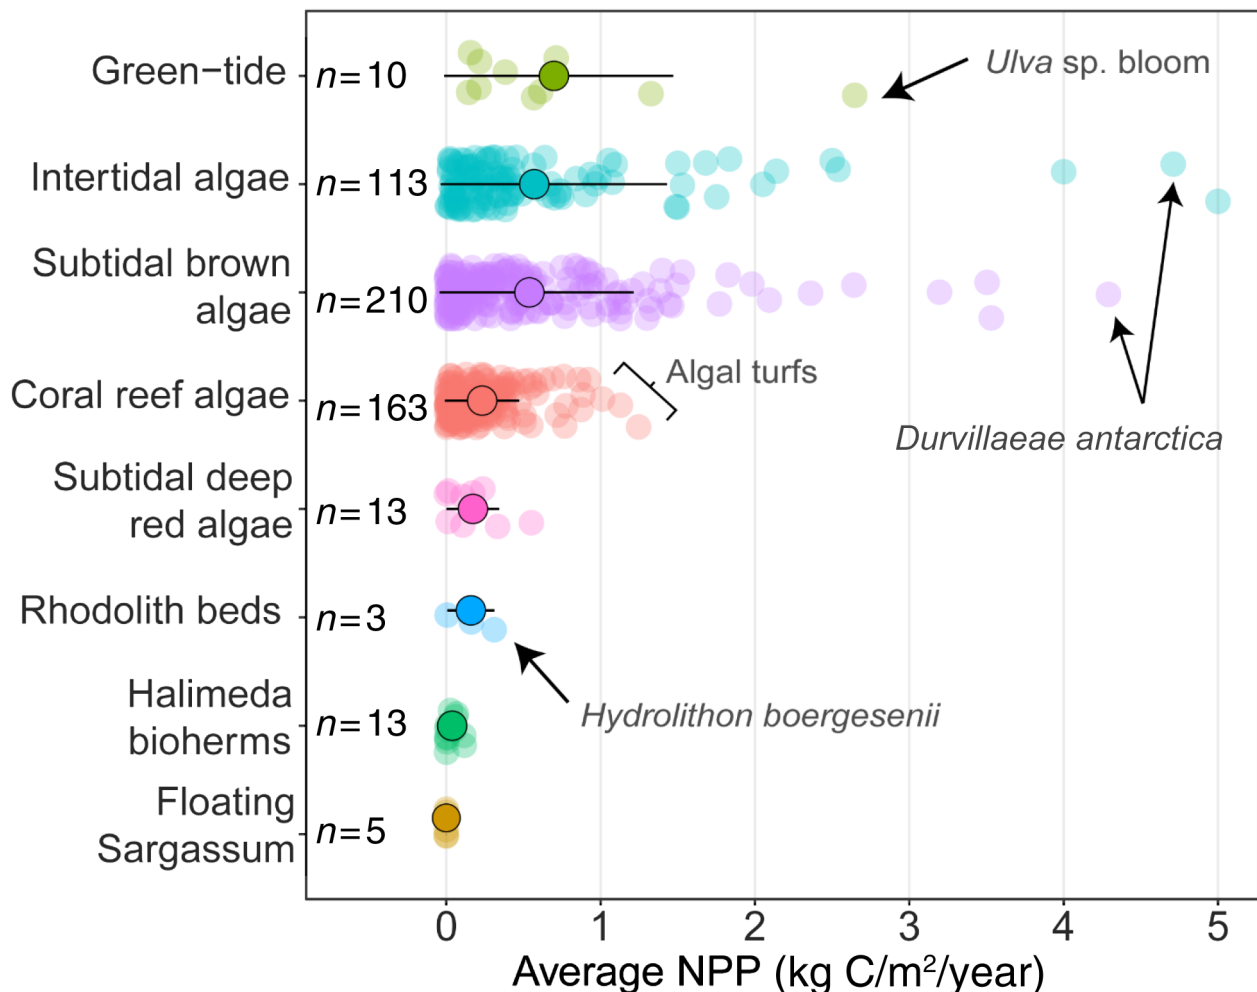 Green−tide
n=10
Ulva sp. bloom
Intertidal algae
n=113
Subtidal brown
algae
n=210
Coral reef algae
n=163
Algal turfs
Durvillaeae antarctica
Subtidal deep
red algae
n=13
Rhodolith beds
n=3
Hydrolithon boergesenii
Halimeda
bioherms
n=13
Floating
Sargassum
n=5
0 1 2 3 4 5
Average NPP (kg C/m²/year)